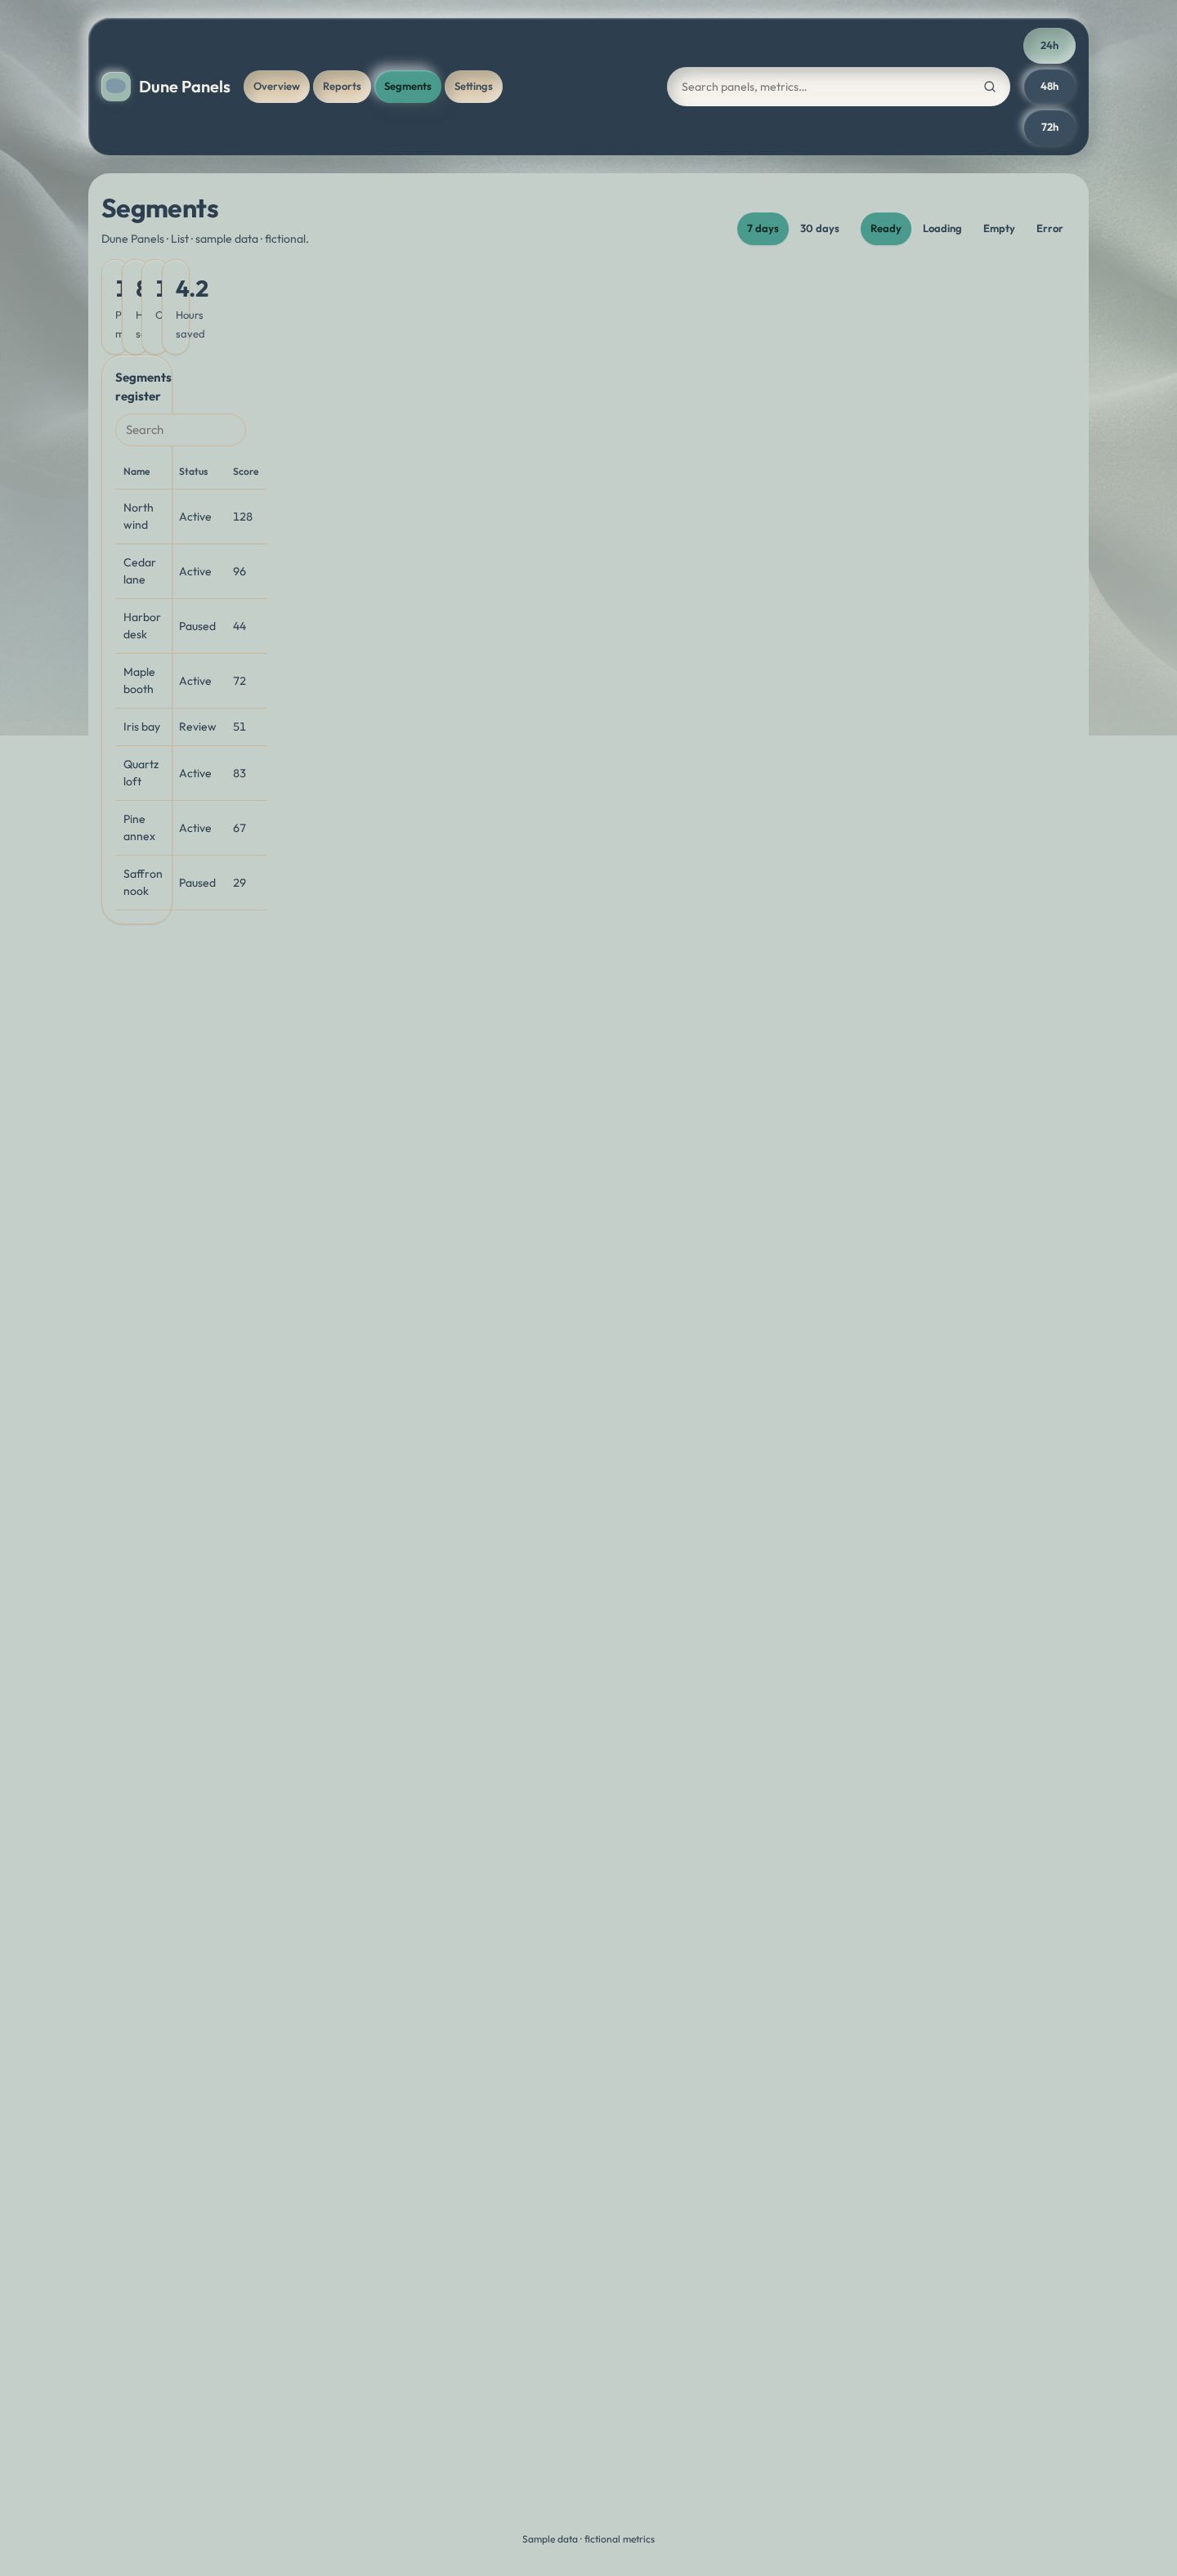 Dune Panels
Overview
Reports
Segments
Settings
Search panels, metrics...
24h
48h
72h
Segments
Dune Panels · List · sample data · fictional.
7 days
30 days
Ready
Loading
Empty
Error
4.2
Hours
saved
Segments
register
Search
Name Status Score
North
wind
Active 128
Cedar
lane
Active 96
Harbor
desk
Paused 44
Maple
booth
Active 72
Iris bay Review 51
Quartz
loft
Active 83
Pine
annex
Active 67
Saffron
nook
Paused 29
Sample data · fictional metrics